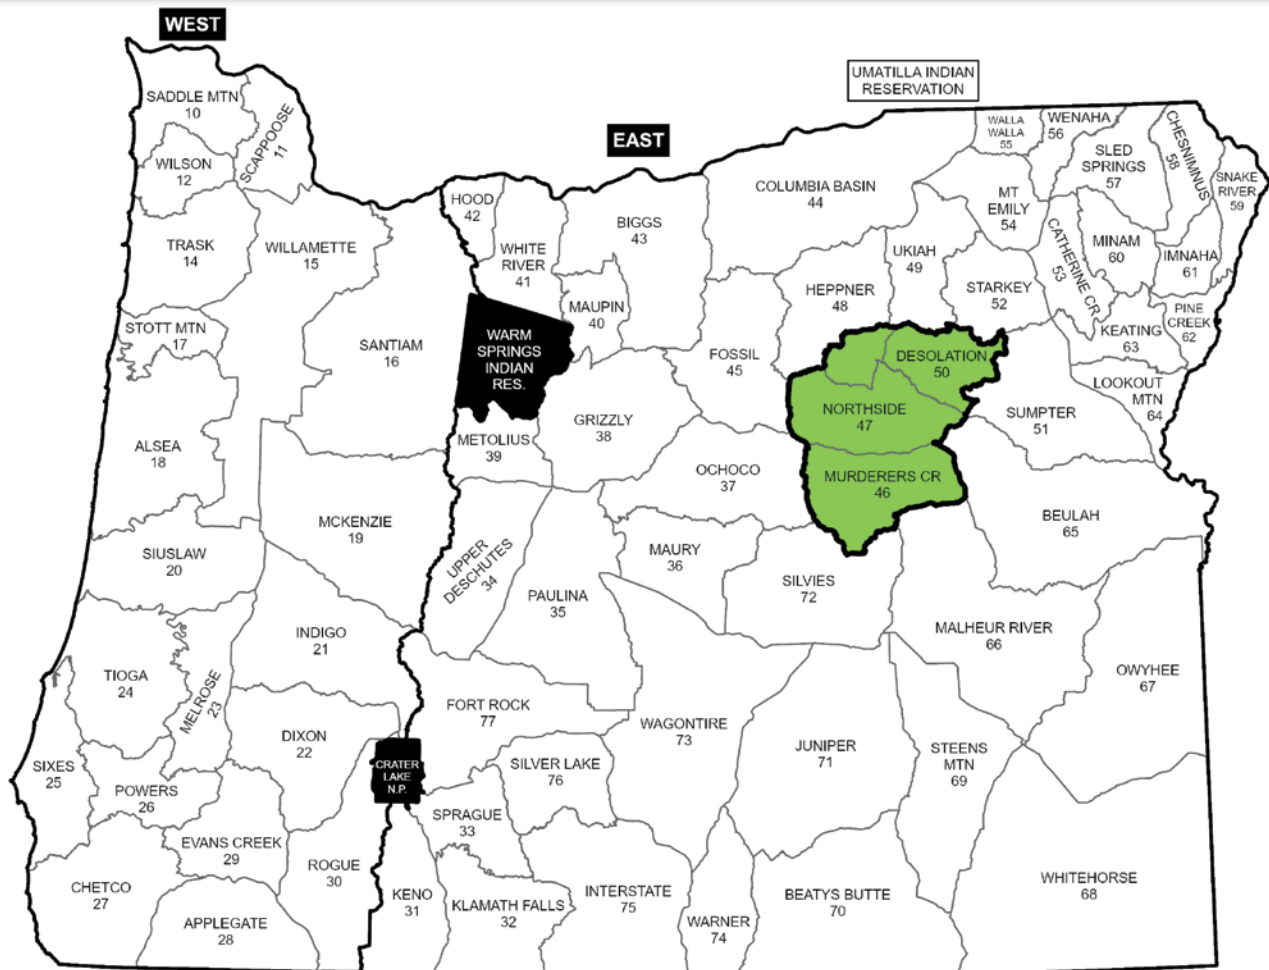 WEST
EAST
UMATILLA INDIAN
RESERVATION
SADDLE MTN
10
SCAPPOOSE
11
WILSON
12
TRASK
14
WILLAMETTE
15
SANTIAM
16
STOTT MTN
17
ALSEA
18
MCKENZIE
19
SIUSLAW
20
INDIGO
21
DIXON
22
MELROSE
23
TIOGA
24
SIXES
25
POWERS
26
CHETCO
27
APPLEGATE
28
EVANS CREEK
29
ROGUE
30
KENO
31
KLAMATH FALLS
32
SPRAGUE
33
UPPER
DESCHUTES
34
PAULINA
35
MAURY
36
OCHOCO
37
GRIZZLY
38
METOLIUS
39
MAUPIN
40
WHITE
RIVER
41
HOOD
42
BIGGS
43
COLUMBIA BASIN
44
FOSSIL
45
MURDERERS CR
46
NORTHSIDE
47
HEPPNER
48
UKIAH
49
DESOLATION
50
SUMPTER
51
STARKEY
52
CATHERINE CR
53
MT
EMILY
54
WALLA
WALLA
55
WENAHA
56
SLED
SPRINGS
57
CHESNIMNUS
58
SNAKE
RIVER
59
MINAM
60
IMNAHA
61
PINE
CREEK
62
KEATING
63
LOOKOUT
MTN
64
BEULAH
65
MALHEUR RIVER
66
OWYHEE
67
WHITEHORSE
68
STEENS
MTN
69
BEATYS BUTTE
70
JUNIPER
71
SILVIES
72
WAGONTIRE
73
WARNER
74
INTERSTATE
75
SILVER LAKE
76
FORT ROCK
77
WARM
SPRINGS
INDIAN
RES.
CRATER
LAKE
N.P.